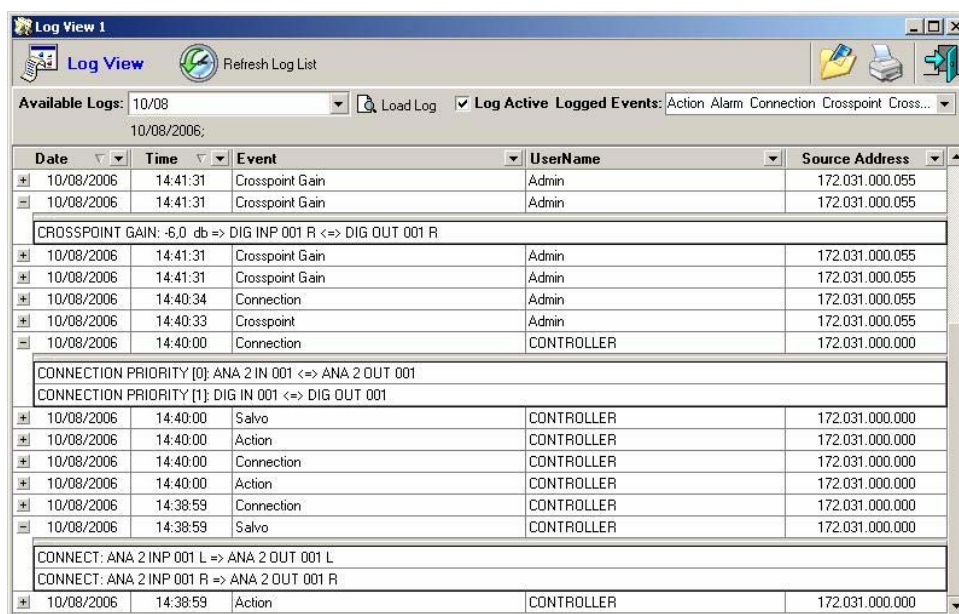 Log View 1
Log View Refresh Log List
Available Logs: 10/08 Load Log Log Active Logged Events: Action Alarm Connection Crosspoint Cross...
10/08/2006;
Date Time Event UserName Source Address
10/08/2006 14:41:31 Crosspoint Gain Admin 172.031.000.055
10/08/2006 14:41:31 Crosspoint Gain Admin 172.031.000.055
CROSSPOINT GAIN: -6,0 db => DIG INP 001 R <=> DIG OUT 001 R
10/08/2006 14:41:31 Crosspoint Gain Admin 172.031.000.055
10/08/2006 14:41:31 Crosspoint Gain Admin 172.031.000.055
10/08/2006 14:40:34 Connection Admin 172.031.000.055
10/08/2006 14:40:33 Crosspoint Admin 172.031.000.055
10/08/2006 14:40:00 Connection CONTROLLER 172.031.000.000
CONNECTION PRIORITY [0]: ANA 2 IN 001 <=> ANA 2 OUT 001
CONNECTION PRIORITY [1]: DIG IN 001 <=> DIG OUT 001
10/08/2006 14:40:00 Salvo CONTROLLER 172.031.000.000
10/08/2006 14:40:00 Action CONTROLLER 172.031.000.000
10/08/2006 14:40:00 Connection CONTROLLER 172.031.000.000
10/08/2006 14:40:00 Action CONTROLLER 172.031.000.000
10/08/2006 14:38:59 Connection CONTROLLER 172.031.000.000
10/08/2006 14:38:59 Salvo CONTROLLER 172.031.000.000
CONNECT: ANA 2 INP 001 L => ANA 2 OUT 001 L
CONNECT: ANA 2 INP 001 R => ANA 2 OUT 001 R
10/08/2006 14:38:59 Action CONTROLLER 172.031.000.000